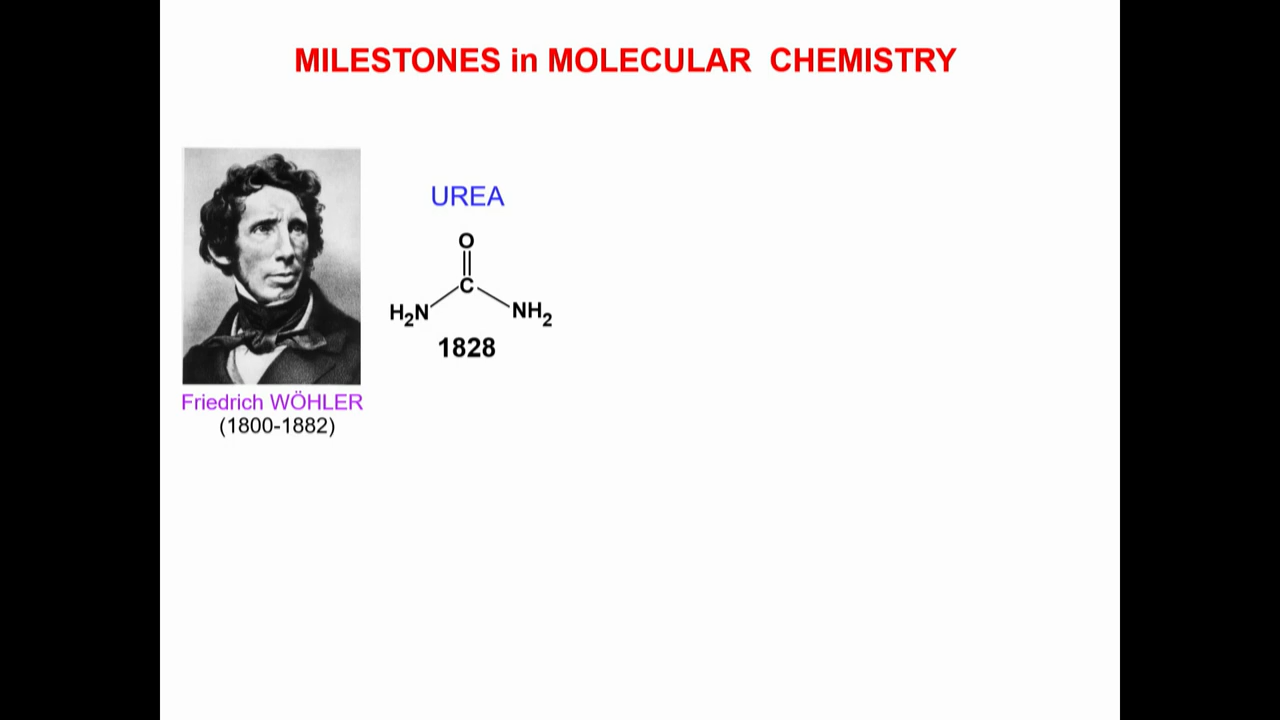 MILESTONES in MOLECULAR CHEMISTRY
UREA
O
C
H₂N
NH₂
1828
Friedrich WÖHLER
(1800-1882)